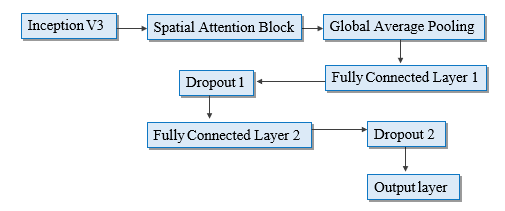 Inception V3
Spatial Attention Block
Global Average Pooling
Fully Connected Layer 1
Dropout 1
Fully Connected Layer 2
Dropout 2
Output layer